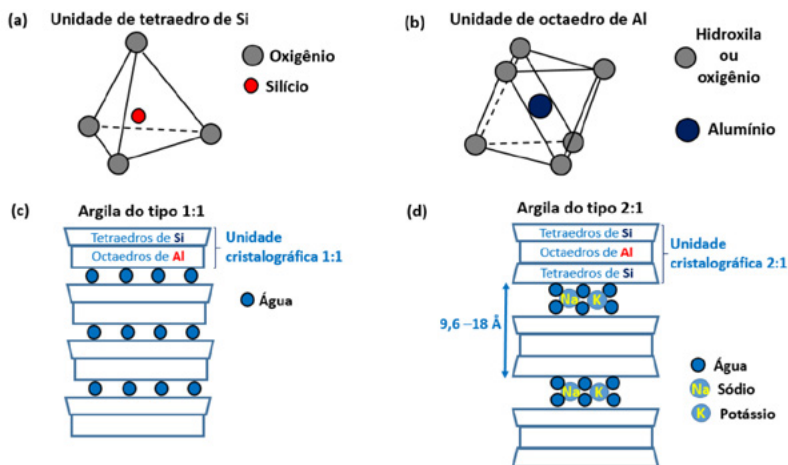 (a)
Unidade de tetraedro de Si
Oxigênio
Silício
(b)
Unidade de octaedro de Al
Hidroxila
ou
oxigênio
Alumínio
(c)
Argila do tipo 1:1
Tetraedros de Si
Octaedros de Al
Unidade
cristalográfica 1:1
Água
(d)
Argila do tipo 2:1
Tetraedros de Si
Octaedros de Al
Tetraedros de Si
Unidade
cristalográfica 2:1
Na K
9,6 –18 Å
Na K
Água
Na Sódio
K Potássio